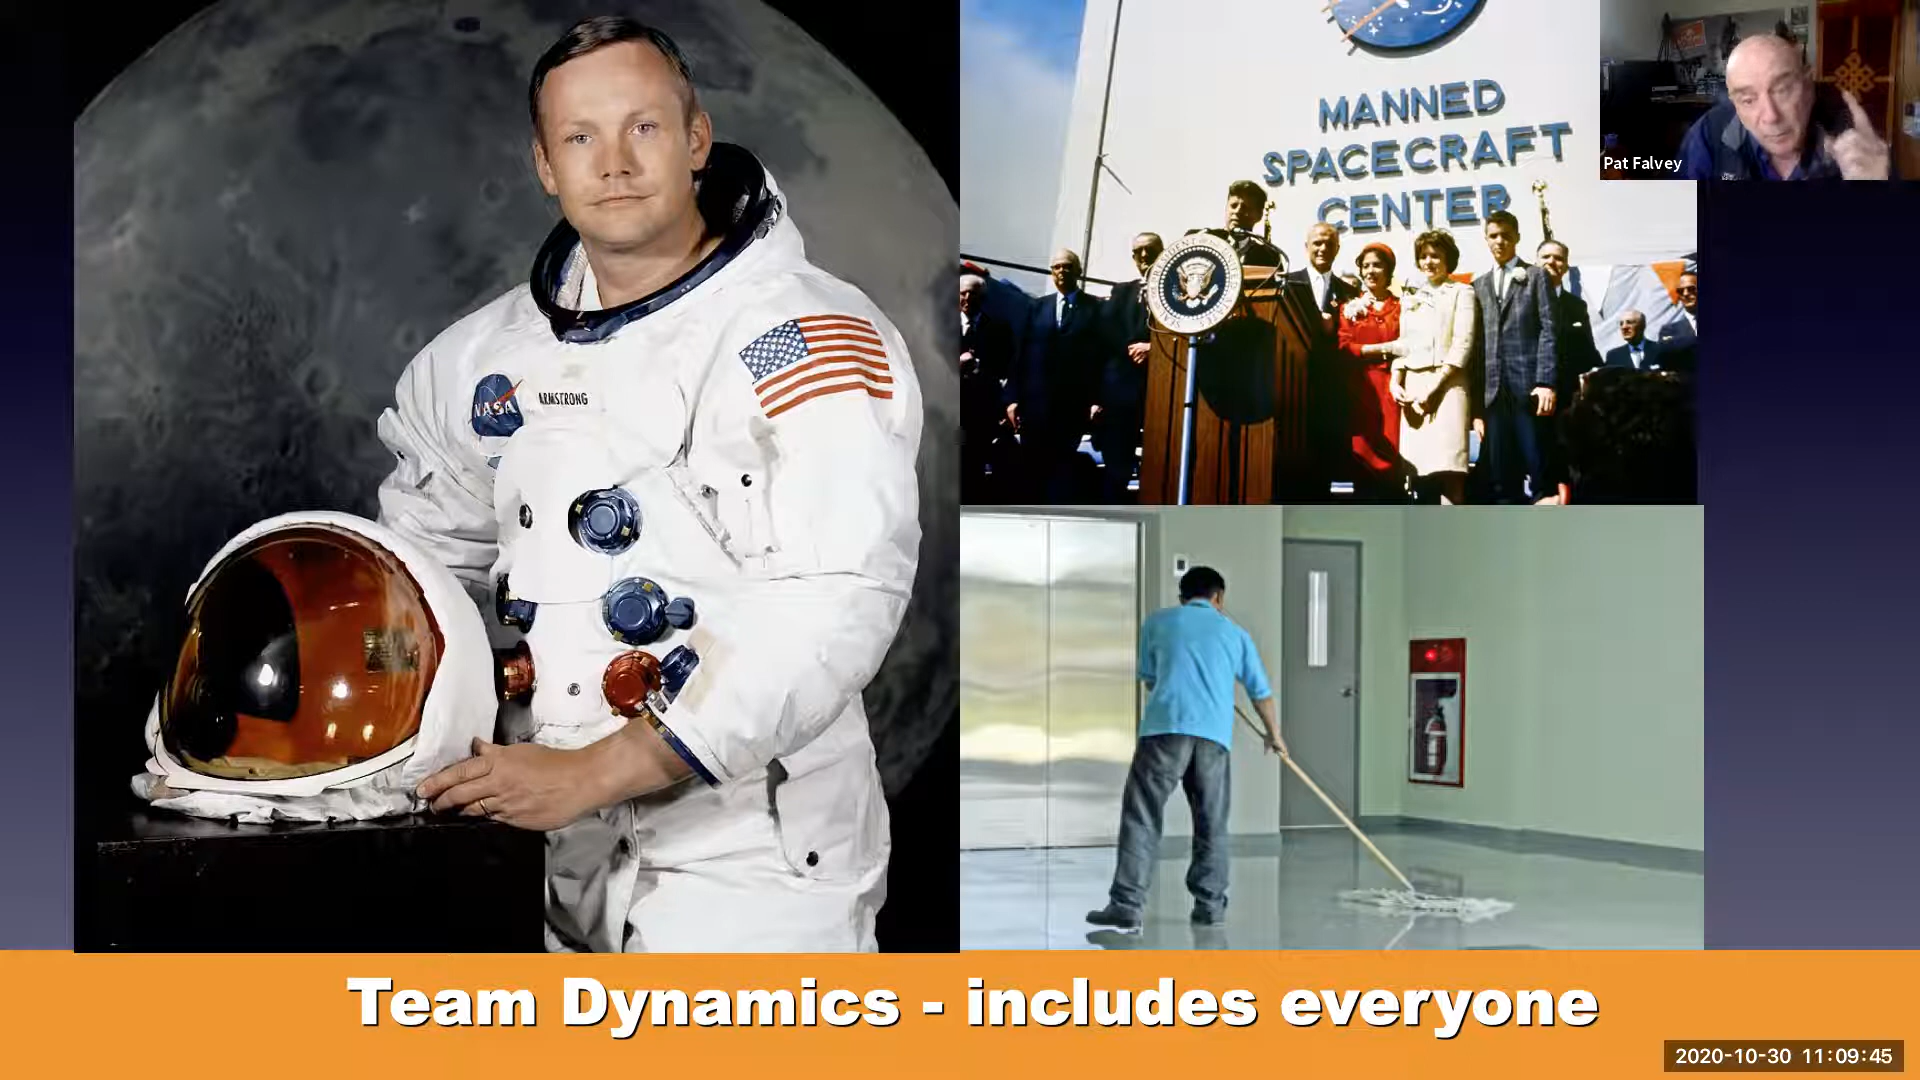 NASA
ARMSTRONG
MANNED
SPACECRAFT
CENTER
Pat Falvey
Team Dynamics - includes everyone
2020-10-30 11:09:45